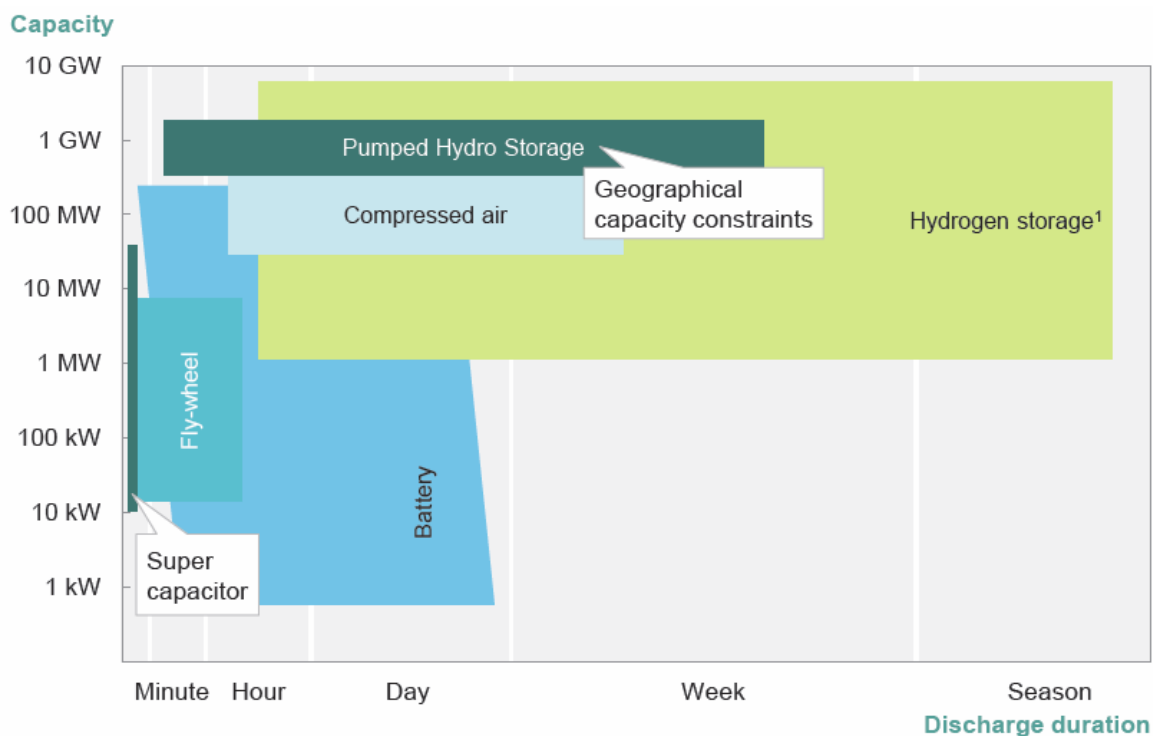 Capacity
10 GW
1 GW
100 MW
10 MW
1 MW
100 kW
10 kW
1 kW
Pumped Hydro Storage
Geographical
capacity constraints
Compressed air
Hydrogen storage¹
Fly-wheel
Battery
Super
capacitor
Minute
Hour
Day
Week
Season
Discharge duration